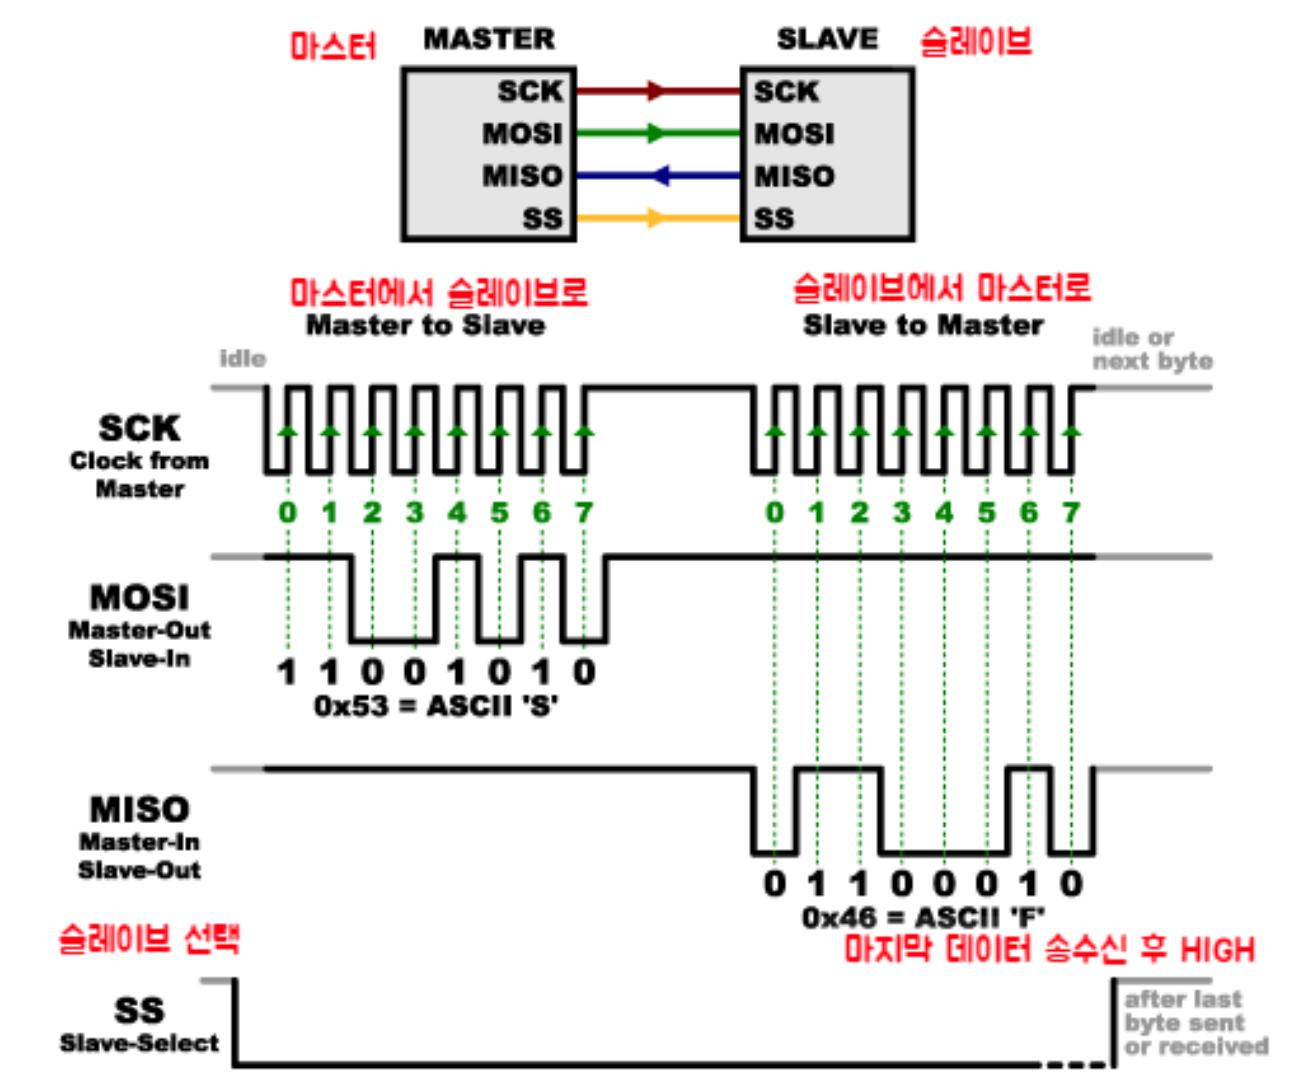 마스터 MASTER SLAVE 슬레이브
SCK SCK
MOSI MOSI
MISO MISO
SS SS
마스터에서 슬레이브로 슬레이브에서 마스터로
Master to Slave Slave to Master
idle
idle or
next byte
SCK
Clock from
Master
0 1 2 3 4 5 6 7 0 1 2 3 4 5 6 7
MOSI
Master-Out
Slave-In
1 1 0 0 1 0 1 0
0x53 = ASCII 'S'
MISO
Master-In
Slave-Out
0 1 1 0 0 0 1 0
0x46 = ASCII 'F'
슬레이브 선택 마지막 데이터 송수신 후 HIGH
SS
Slave-Select
after last
byte sent
or received